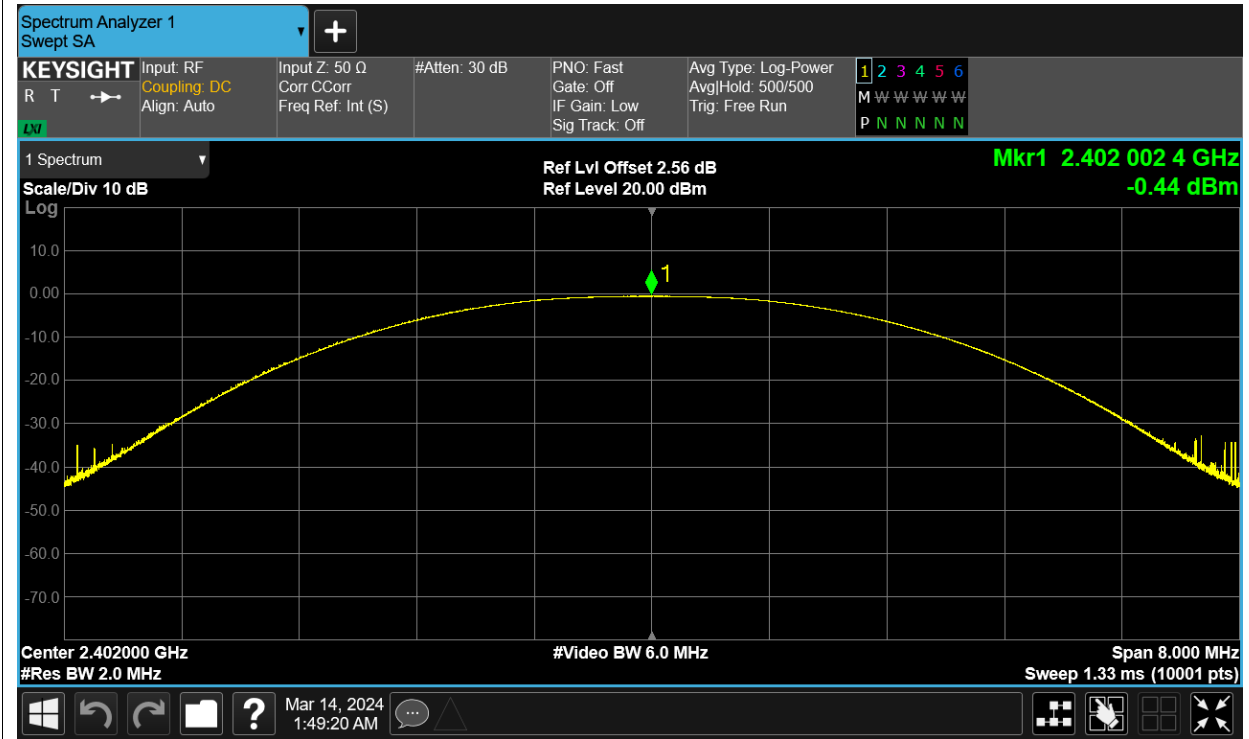 Spectrum Analyzer 1
Swept SA
KEYSIGHT
R T
LXI
Input: RF
Coupling: DC
Align: Auto
Input Z: 50 Ω
Corr CCorr
Freq Ref: Int (S)
#Atten: 30 dB
PNO: Fast
Gate: Off
IF Gain: Low
Sig Track: Off
Avg Type: Log-Power
Avg|Hold: 500/500
Trig: Free Run
1 2 3 4 5 6
M W W W W W
P N N N N N
1 Spectrum
Scale/Div 10 dB
Log
Ref Lvl Offset 2.56 dB
Ref Level 20.00 dBm
Mkr1 2.402 002 4 GHz
-0.44 dBm
10.0
1
0.00
-10.0
-20.0
-30.0
-40.0
-50.0
-60.0
-70.0
Center 2.402000 GHz
#Video BW 6.0 MHz
Span 8.000 MHz
#Res BW 2.0 MHz
Sweep 1.33 ms (10001 pts)
?
Mar 14, 2024
1:49:20 AM